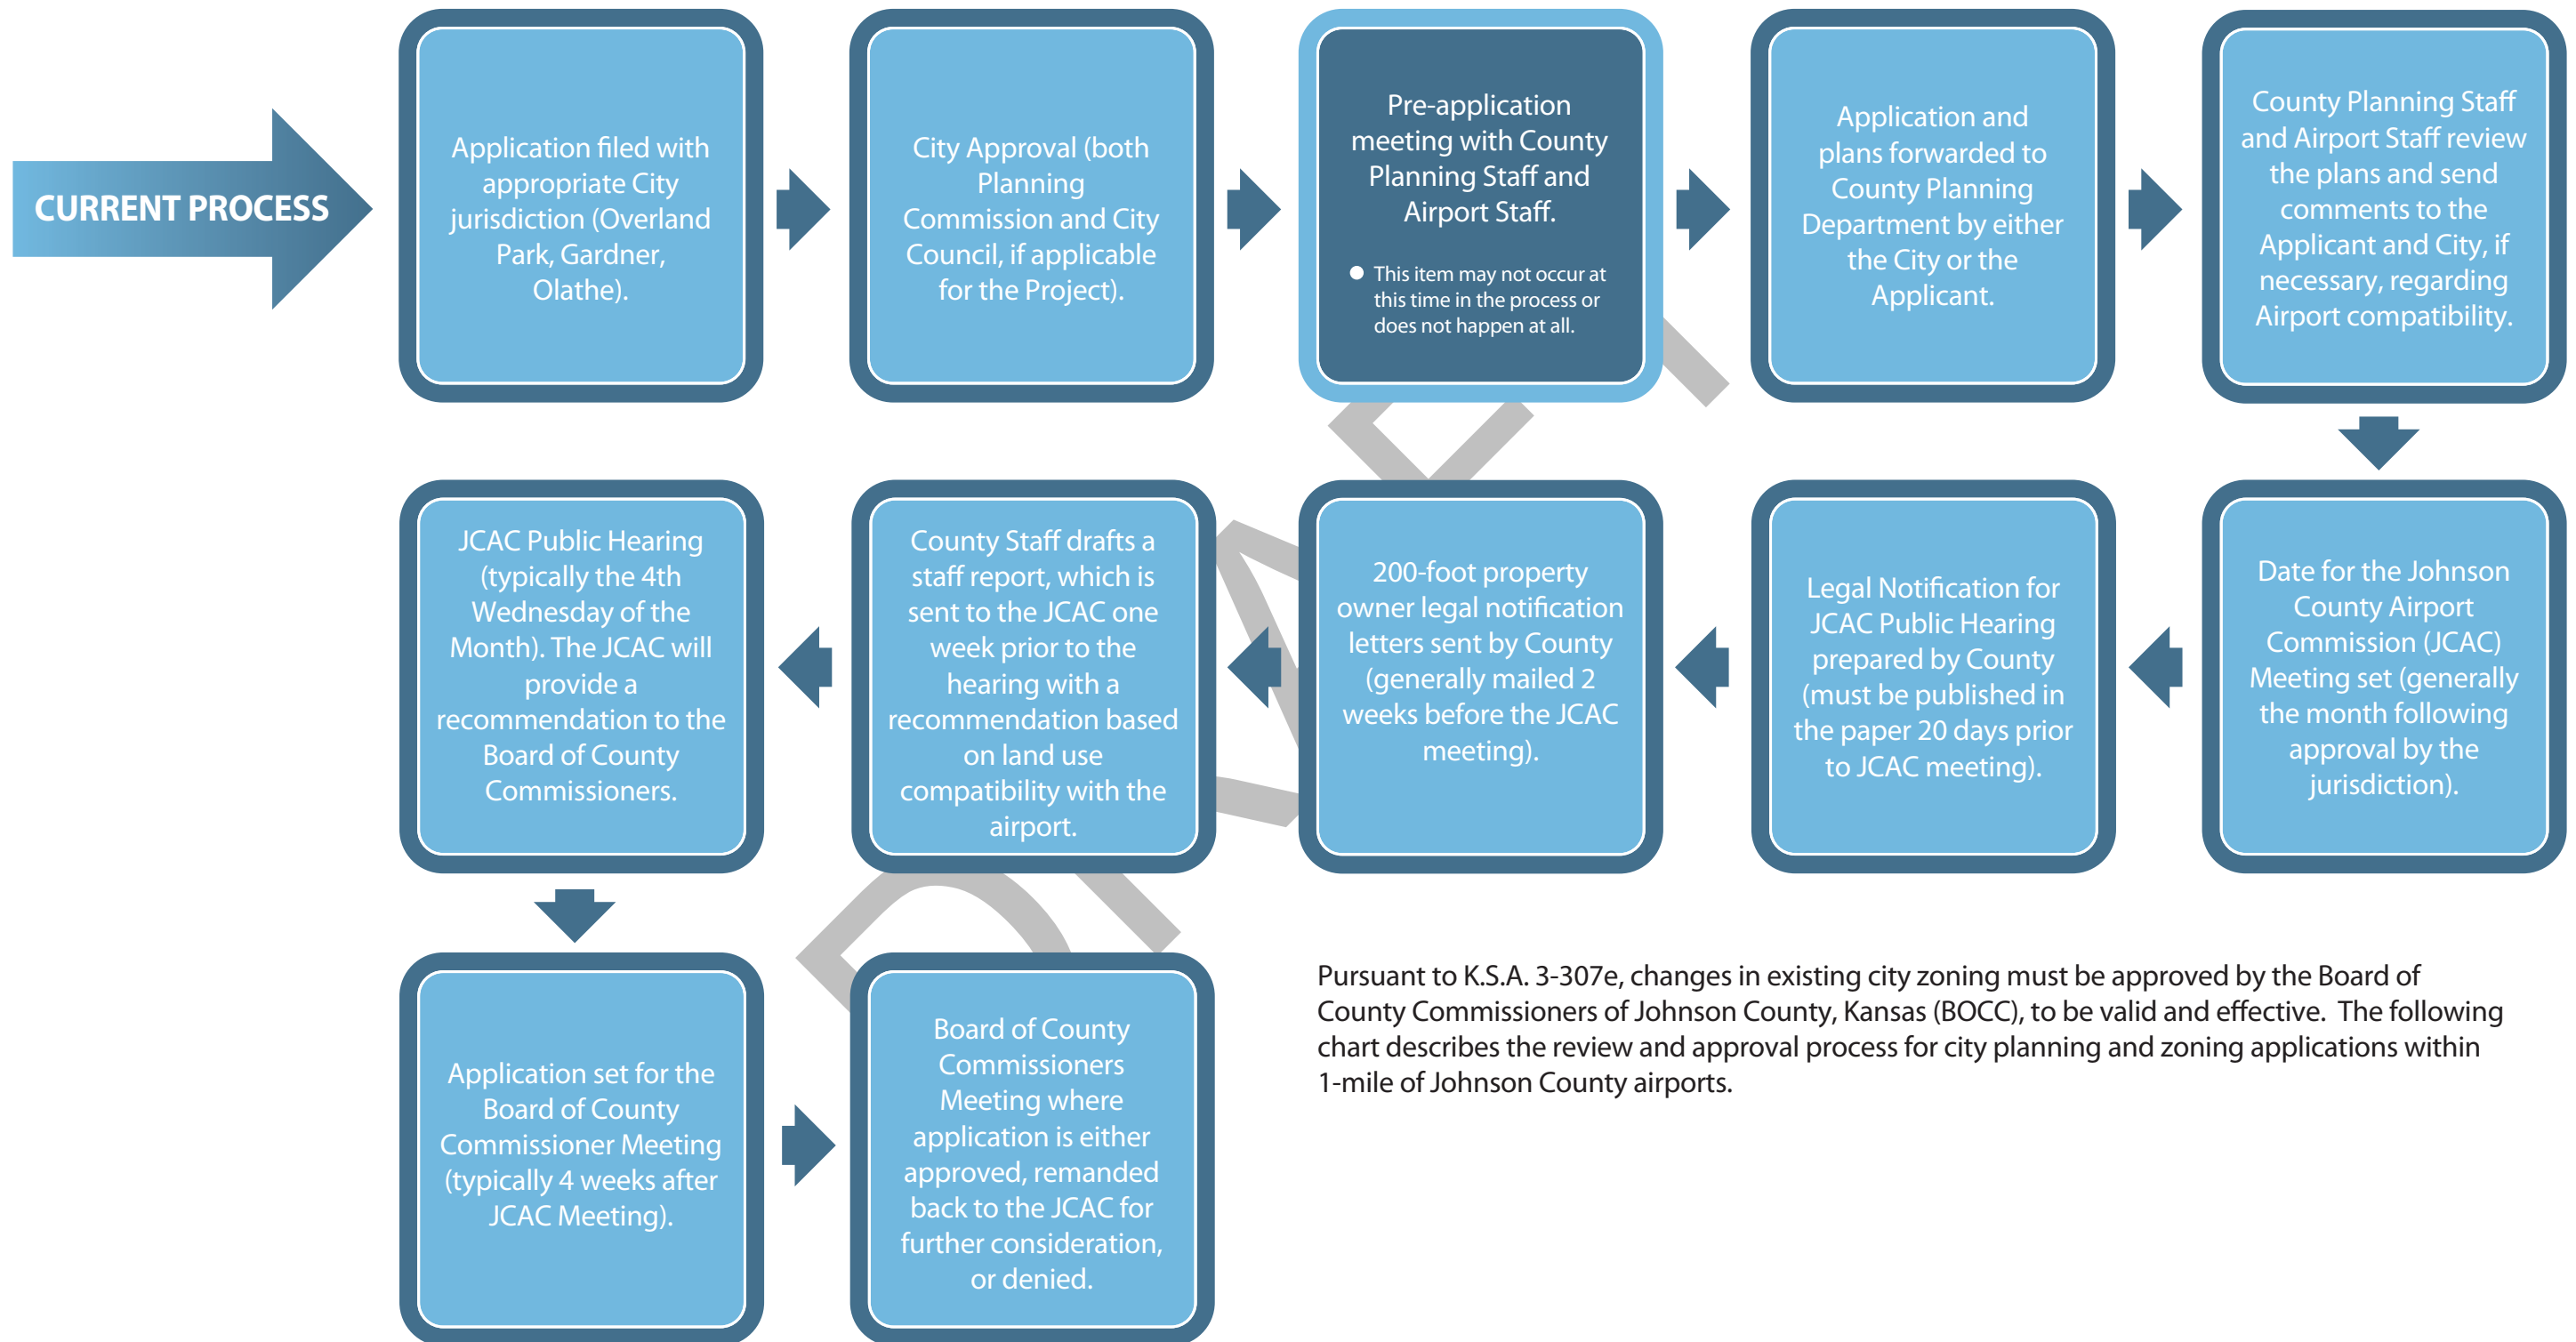 CURRENT PROCESS
Application filed with
appropriate City
jurisdiction (Overland
Park, Gardner,
Olathe).
City Approval (both
Planning
Commission and City
Council, if applicable
for the Project).
Pre-application
meeting with County
Planning Staff and
Airport Staff.
● This item may not occur at
this time in the process or
does not happen at all.
Application and
plans forwarded to
County Planning
Department by either
the City or the
Applicant.
County Planning Staff
and Airport Staff review
the plans and send
comments to the
Applicant and City, if
necessary, regarding
Airport compatibility.
Date for the Johnson
County Airport
Commission (JCAC)
Meeting set (generally
the month following
approval by the
jurisdiction).
Legal Notification for
JCAC Public Hearing
prepared by County
(must be published in
the paper 20 days prior
to JCAC meeting).
200-foot property
owner legal notification
letters sent by County
(generally mailed 2
weeks before the JCAC
meeting).
County Staff drafts a
staff report, which is
sent to the JCAC one
week prior to the
hearing with a
recommendation based
on land use
compatibility with the
airport.
JCAC Public Hearing
(typically the 4th
Wednesday of the
Month). The JCAC will
provide a
recommendation to the
Board of County
Commissioners.
Application set for the
Board of County
Commissioner Meeting
(typically 4 weeks after
JCAC Meeting).
Board of County
Commissioners
Meeting where
application is either
approved, remanded
back to the JCAC for
further consideration,
or denied.
Pursuant to K.S.A. 3-307e, changes in existing city zoning must be approved by the Board of
County Commissioners of Johnson County, Kansas (BOCC), to be valid and effective.  The following
chart describes the review and approval process for city planning and zoning applications within
1-mile of Johnson County airports.